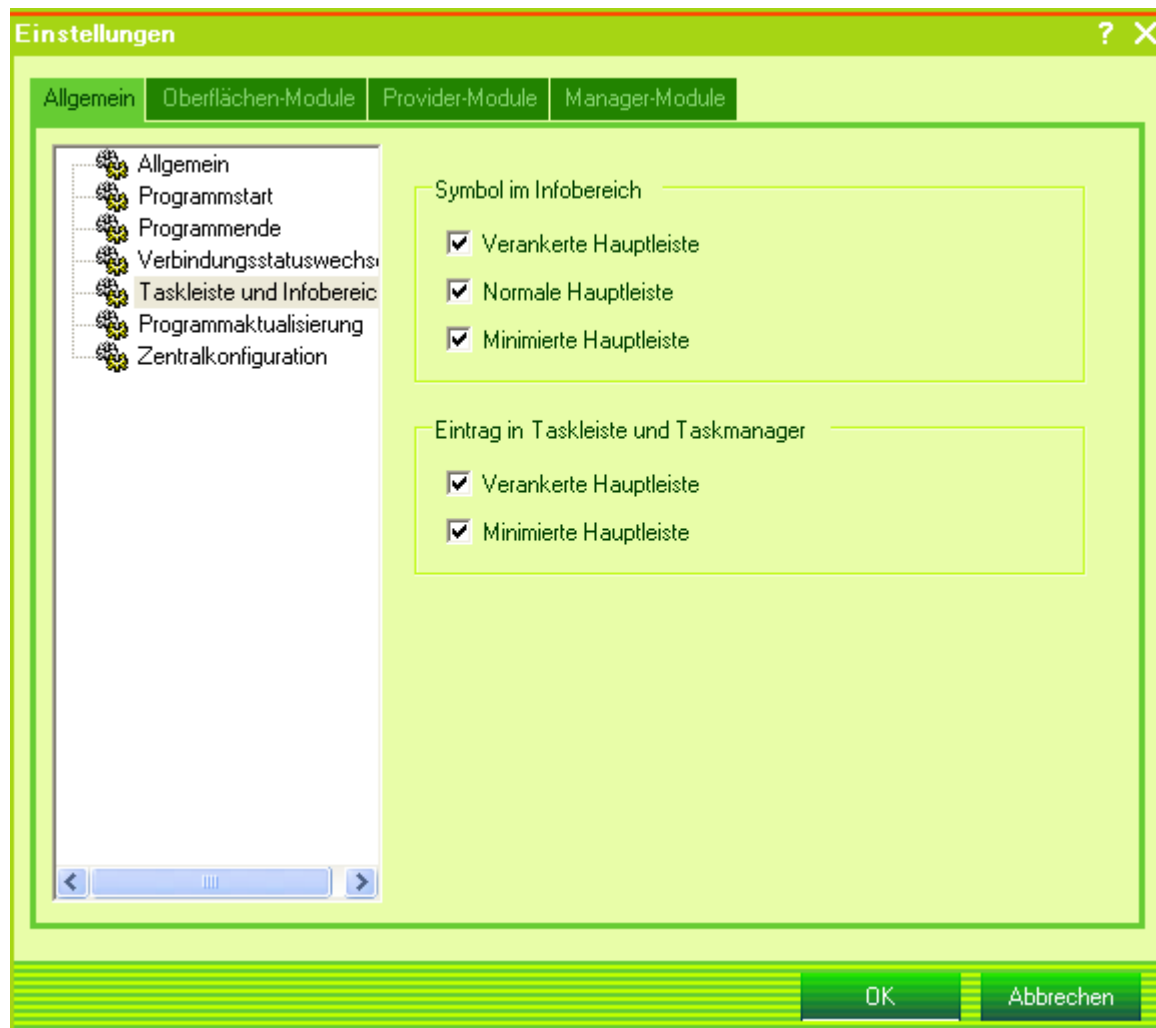 Einstellungen
Allgemein Oberflächen-Module Provider-Module Manager-Module
Allgemein
Programmstart
Programmende
Verbindungsstatuswechs
Taskleiste und Infobereic
Programmaktualisierung
Zentralkonfiguration
Symbol im Infobereich
Verankerte Hauptleiste
Normale Hauptleiste
Minimierte Hauptleiste
Eintrag in Taskleiste und Taskmanager
Verankerte Hauptleiste
Minimierte Hauptleiste
OK Abbrechen